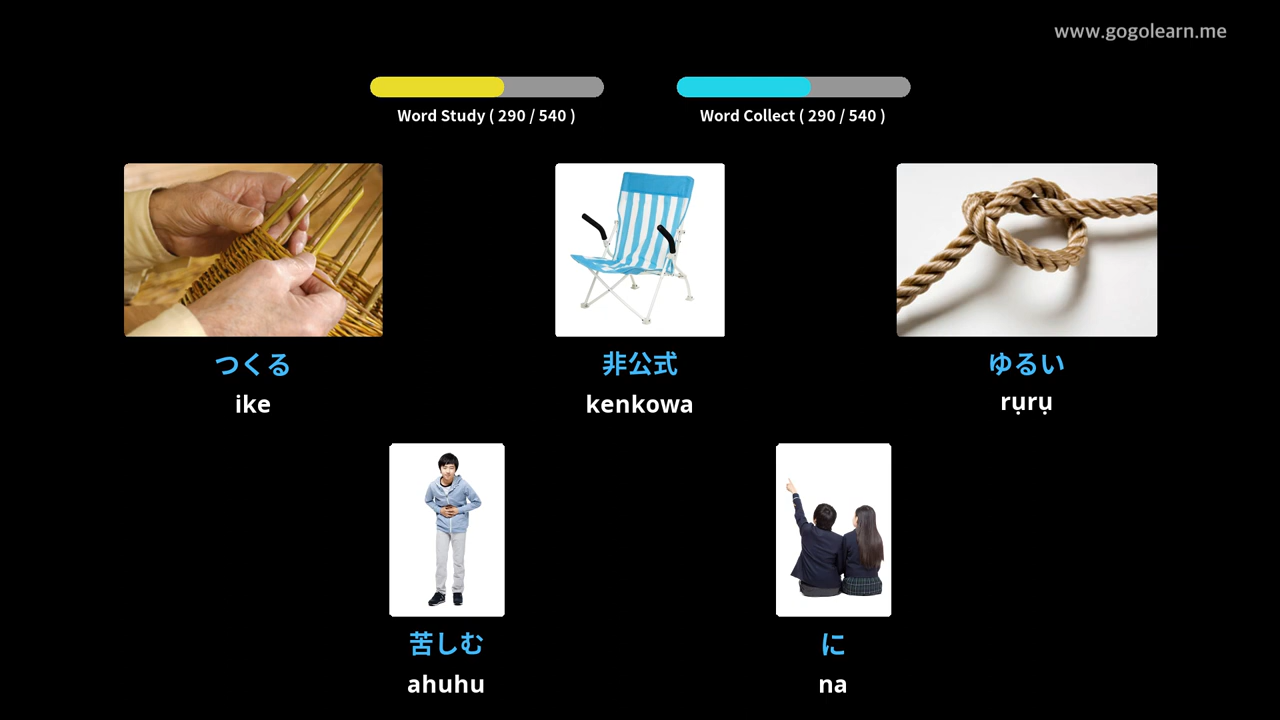 www.gogolearn.me
Word Study ( 290 / 540 )
Word Collect ( 290 / 540 )
つくる
ike
非公式
kenkowa
ゆるい
rụrụ
苦しむ
ahuhu
に
na